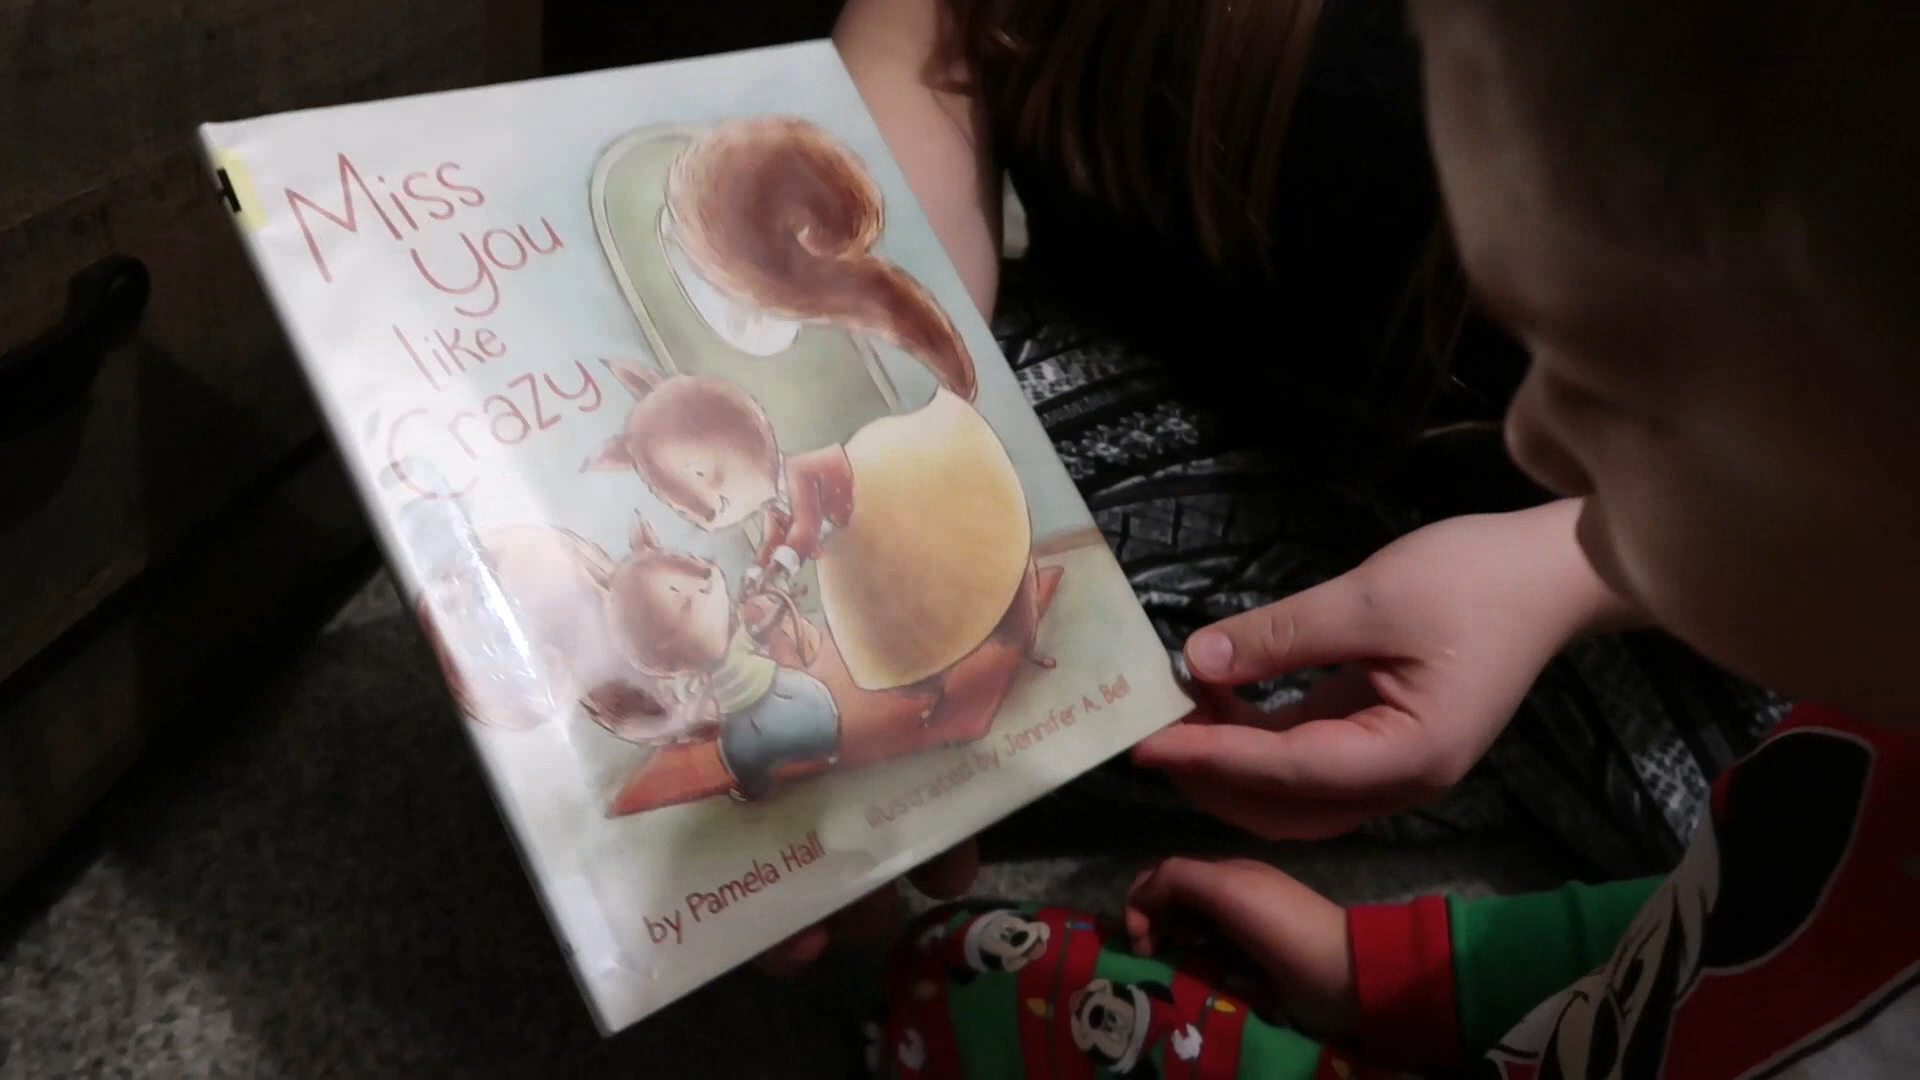 Miss
You
like
Crazy
by Pamela Hall
illustrated by Jennifer A. Bell